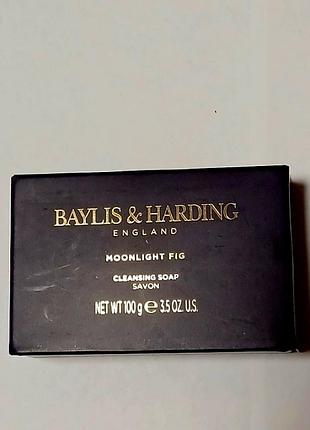 BAYLIS & HARDING
ENGLAND
MOONLIGHT FIG
CLEANSING SOAP
SAVON
NET WT 100 g ℮ 3.5 OZ. U.S.